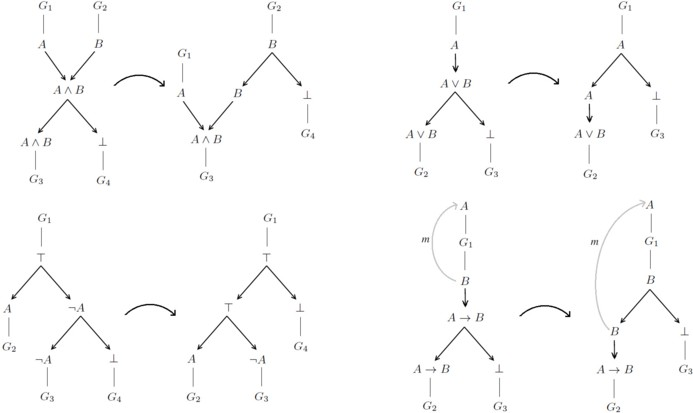 G₁ G₂ G₂
A B G₁ B
A ∧ B A B ⊥
A ∧ B ⊥ A ∧ B G₄
G₃ G₄ G₃
G₁ G₁
A A
A ∨ B A ⊥
A ∨ B ⊥ A ∨ B G₃
G₂ G₃ G₂
G₁ G₁
⊤ ⊤
A ¬A ⊤ ⊥
G₂ ¬A ⊥ A ¬A G₄
G₃ G₄ G₂ G₃
A A
m G₁ m G₁
B B
A → B B ⊥
A → B ⊥ A → B G₃
G₂ G₃ G₂